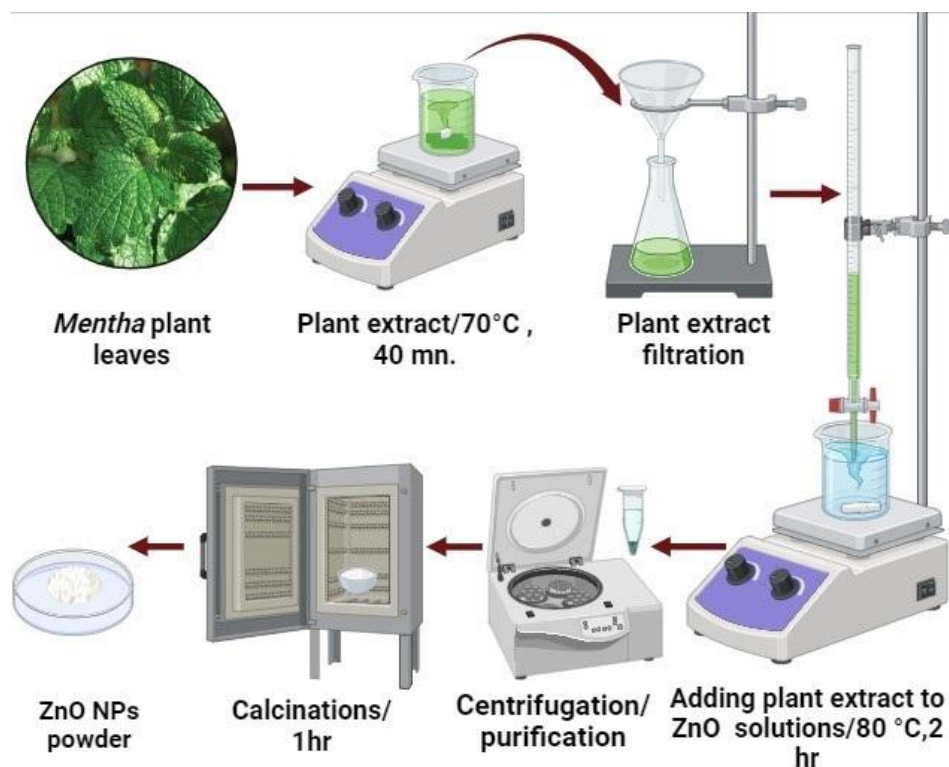 Mentha plant
leaves
Plant extract/70°C ,
40 mn.
Plant extract
filtration
ZnO NPs
powder
Calcinations/
1hr
Centrifugation/
purification
Adding plant extract to
ZnO solutions/80 °C,2
hr